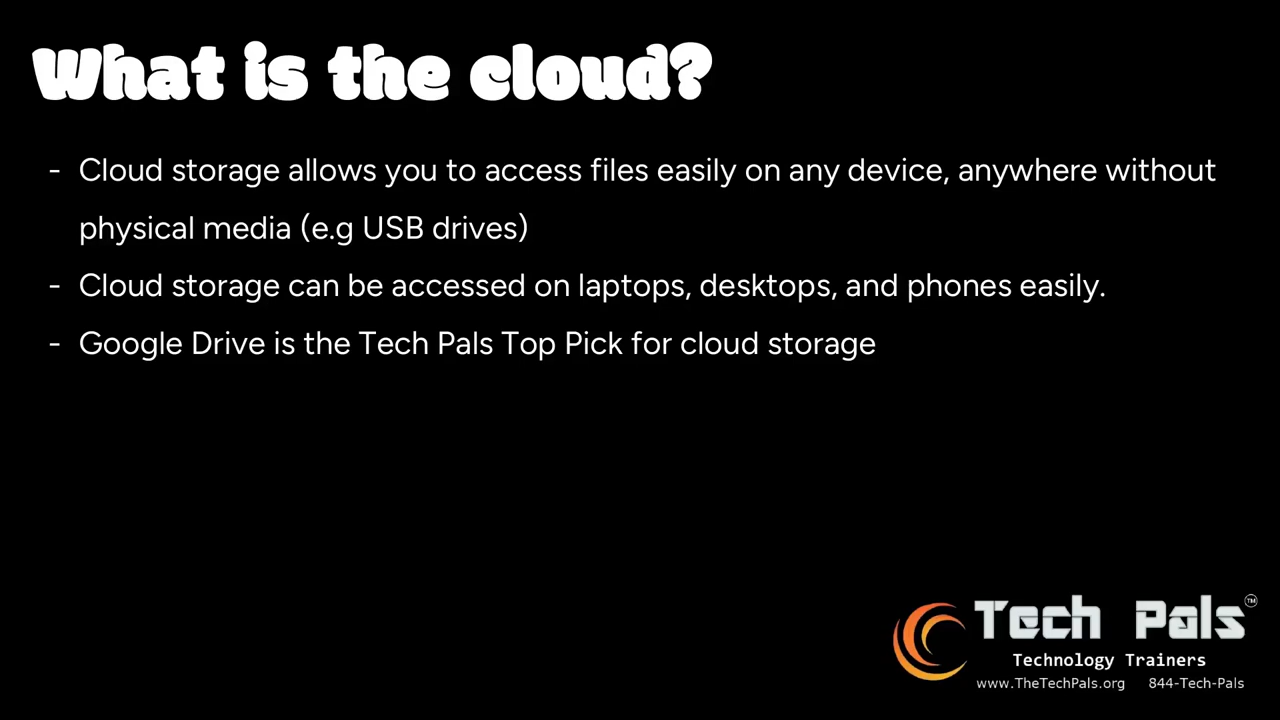 What is the cloud?
- Cloud storage allows you to access files easily on any device, anywhere without
physical media (e.g USB drives)
- Cloud storage can be accessed on laptops, desktops, and phones easily.
- Google Drive is the Tech Pals Top Pick for cloud storage
Tech Pals™
Technology Trainers
www.TheTechPals.org 844-Tech-Pals